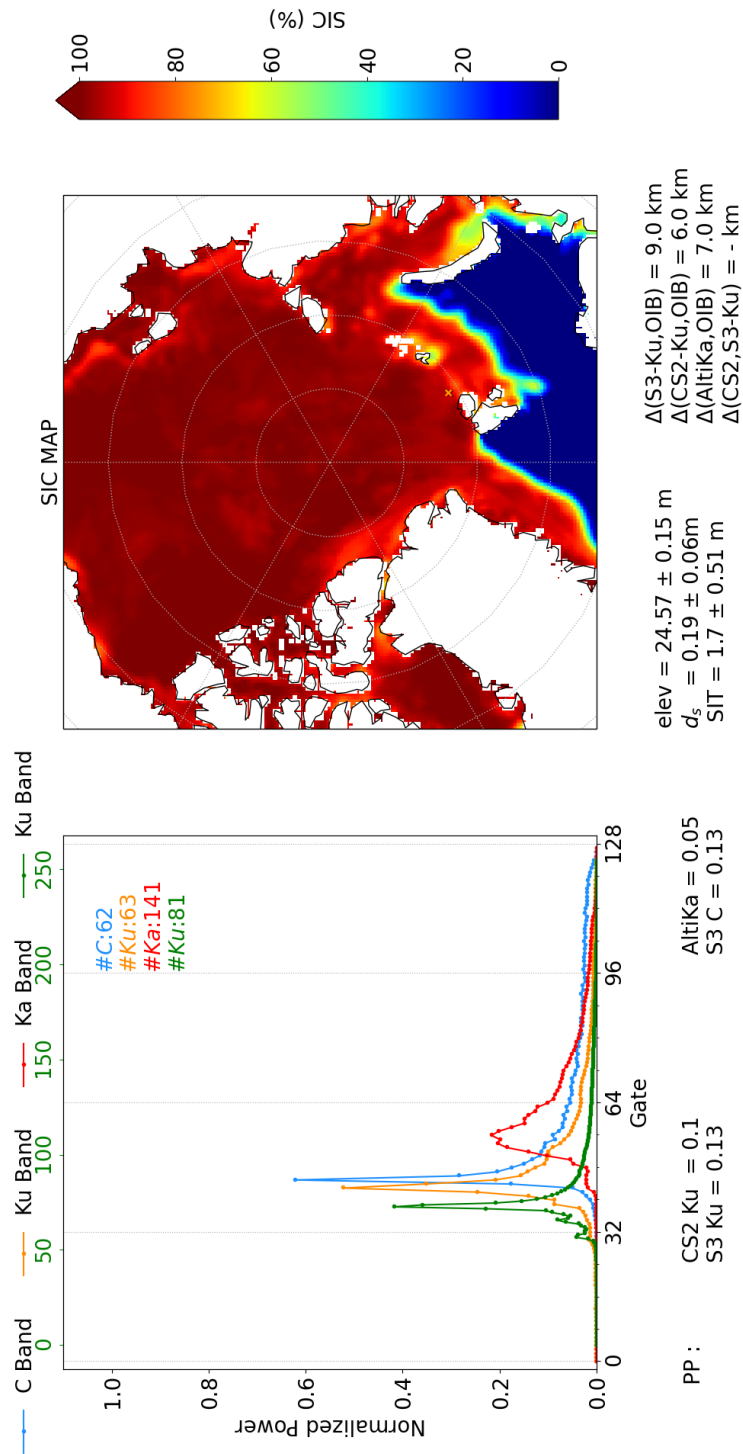 C Band Ku Band Ka Band Ku Band
0 50 100 150 200 250
#C:62
#Ku:63
#Ka:141
#Ku:81
Normalized Power
1.0
0.8
0.6
0.4
0.2
0.0
0 32 64 96 128
Gate
PP : CS2 Ku = 0.1 AltiKa = 0.05
S3 Ku = 0.13 S3 C = 0.13
SIC MAP
elev = 24.57 ± 0.15 m
ds = 0.19 ± 0.06m
SIT = 1.7 ± 0.51 m
Δ(S3-Ku,OIB) = 9.0 km
Δ(CS2-Ku,OIB) = 6.0 km
Δ(AltiKa,OIB) = 7.0 km
Δ(CS2,S3-Ku) = - km
100
80
60
40
20
0
SIC (%)